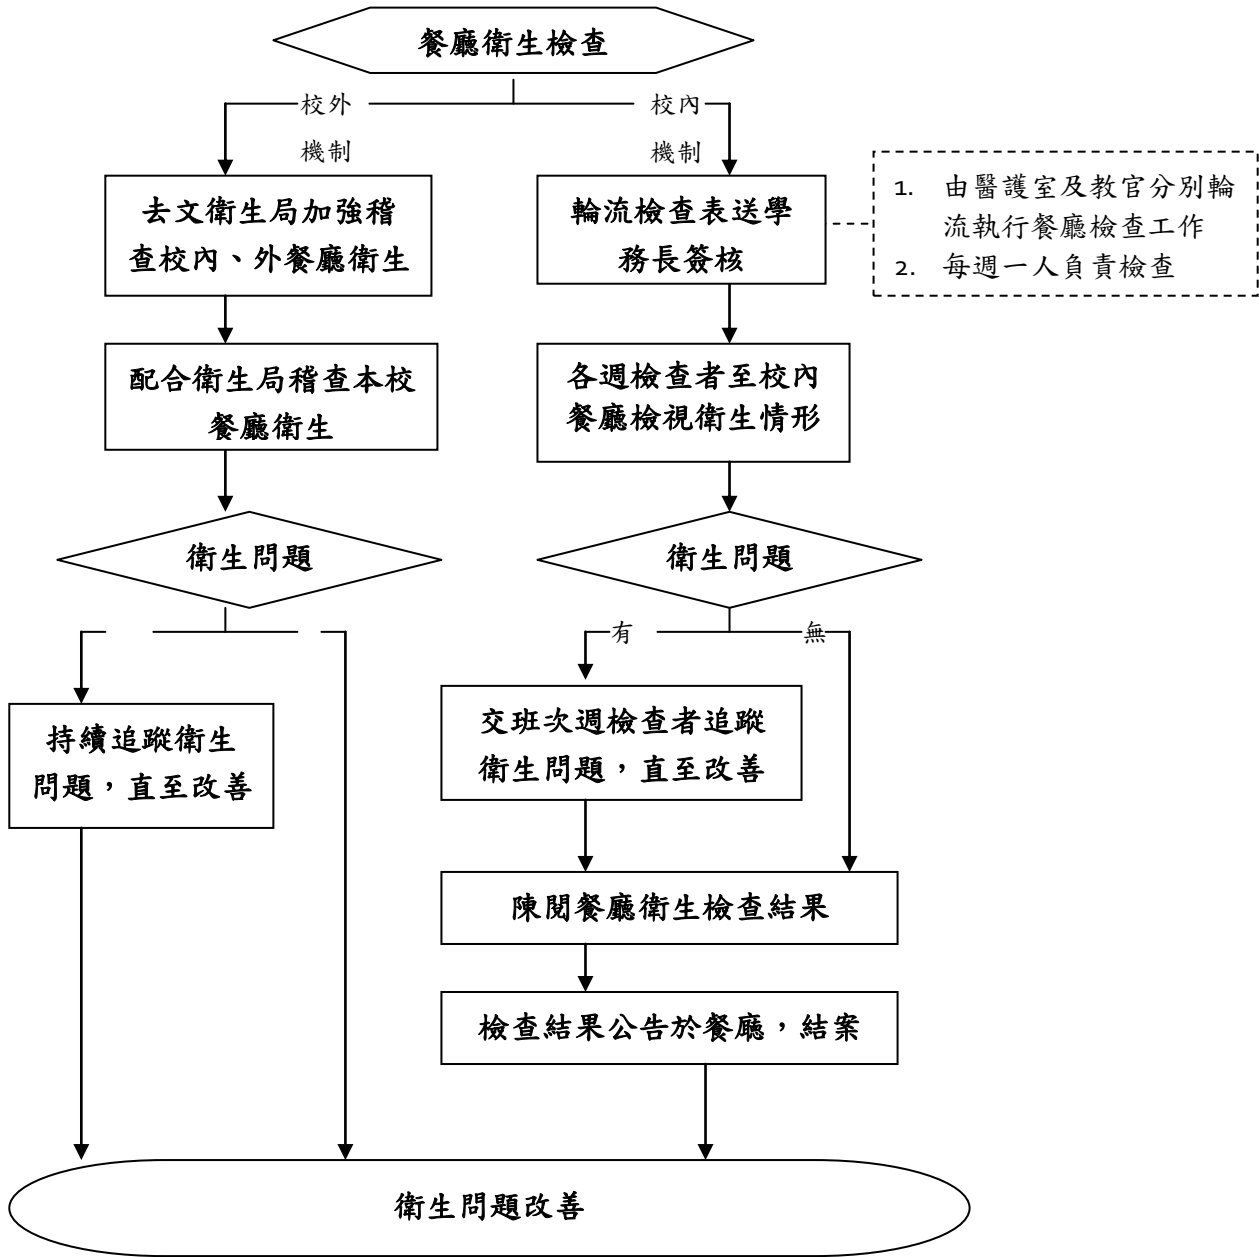 餐廳衛生檢查
校外
機制
校內
機制
去文衛生局加強稽
查校內、外餐廳衛生
輪流檢查表送學
務長簽核
1. 由醫護室及教官分別輪
流執行餐廳檢查工作
2. 每週一人負責檢查
配合衛生局稽查本校
餐廳衛生
各週檢查者至校內
餐廳檢視衛生情形
衛生問題
衛生問題
有
無
持續追蹤衛生
問題，直至改善
交班次週檢查者追蹤
衛生問題，直至改善
陳閱餐廳衛生檢查結果
檢查結果公告於餐廳，結案
衛生問題改善